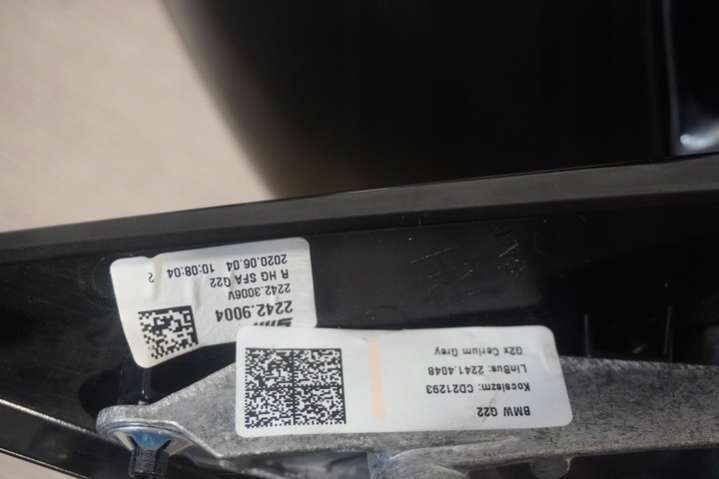 BMW G22
Kocsiszm: CD21293
LinBus: 2241.4048
G2x Cerium Grey
2242.9004
2242.3006V
R HG SFA G22
2020.06.04 10:08:04
2